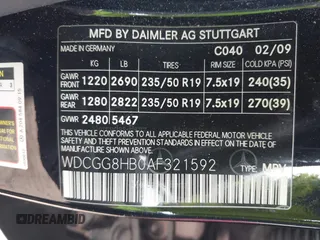 MFD BY DAIMLER AG STUTTGART
MADE IN GERMANY C040 02/09
GAWR FRONT KG 1220 LB 2690 TIRE SIZE 235/50 R19 RIM SIZE 7.5x19 COLD KPA (PSI) 240(35)
GAWR REAR 1280 2822 235/50 R19 7.5x19 270(39)
GVWR 2480 5467
THIS VEHICLE CONFORMS TO ALL APPLICABLE
FEDERAL MOTOR VEHICLE SAFETY
AND THEFT PREVENTION STANDARDS IN EFFECT
ON THE DATE OF MANUFACTURE SHOWN ABOVE
WDCGG8HB0AF321592
TYPE: MPV
DREAMBID